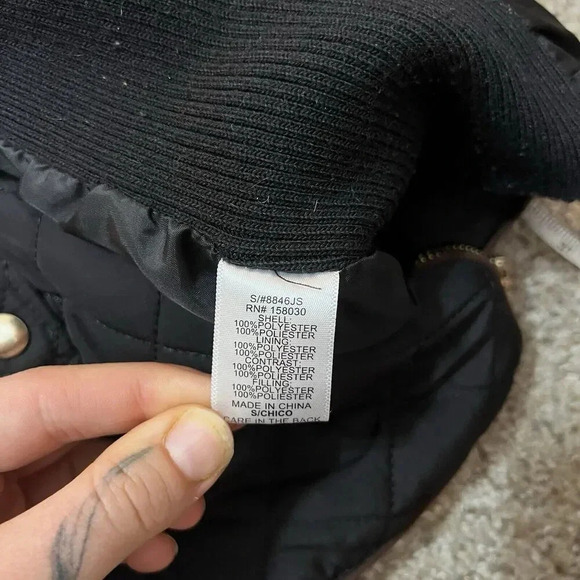 S/#8846JS
RN# 158030
SHELL:
100%POLYESTER
100%POLIESTER
LINING:
100%POLYESTER
100%POLIESTER
CONTRAST:
100%POLYESTER
100%POLIESTER
FILLING:
100%POLYESTER
100%POLIESTER
MADE IN CHINA
S/CHICO
CARE IN THE BACK